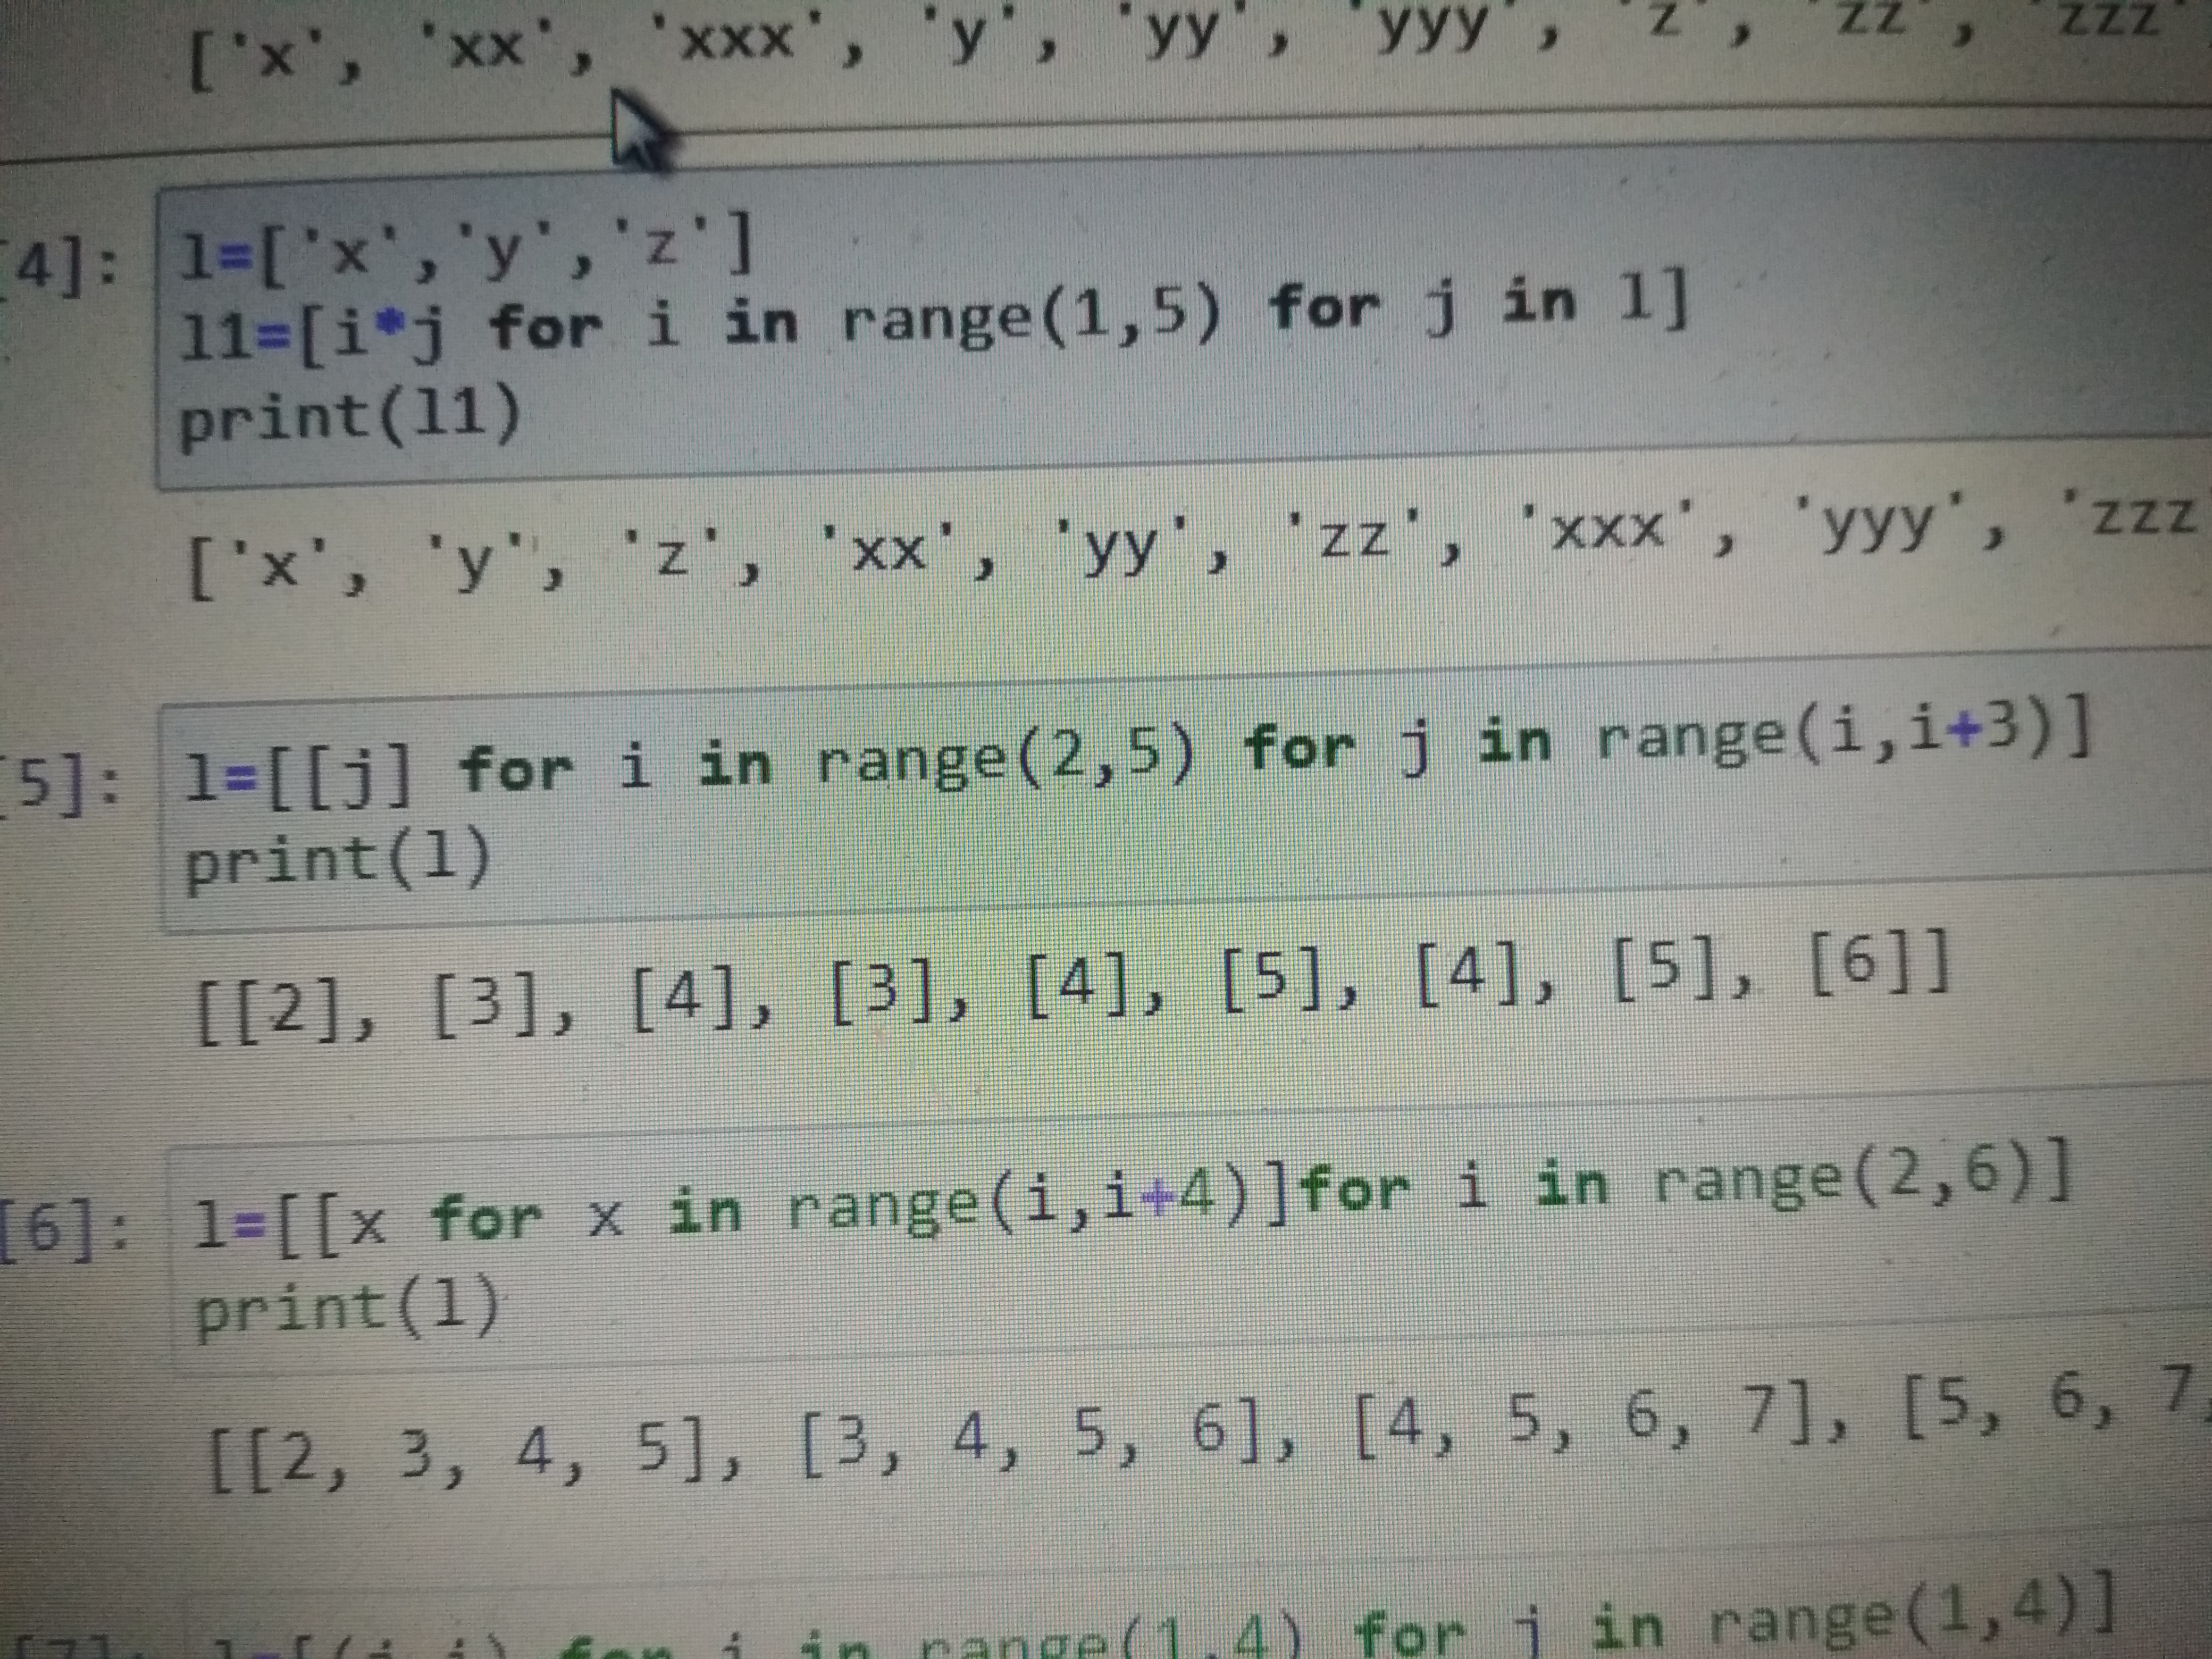 ['x', 'xx', 'xxx', 'y', 'yy', 'yyy', 'z', 'zz', 'zzz'
[4]: l=['x','y','z']
l1=[i*j for i in range(1,5) for j in l]
print(l1)
['x', 'y', 'z', 'xx', 'yy', 'zz', 'xxx', 'yyy', 'zzz
[5]: l=[[j] for i in range(2,5) for j in range(i,i+3)]
print(l)
[[2], [3], [4], [3], [4], [5], [4], [5], [6]]
[6]: l=[[x for x in range(i,i+4)]for i in range(2,6)]
print(l)
[[2, 3, 4, 5], [3, 4, 5, 6], [4, 5, 6, 7], [5, 6, 7,
[7]: for i in range(1,4) for j in range(1,4)]